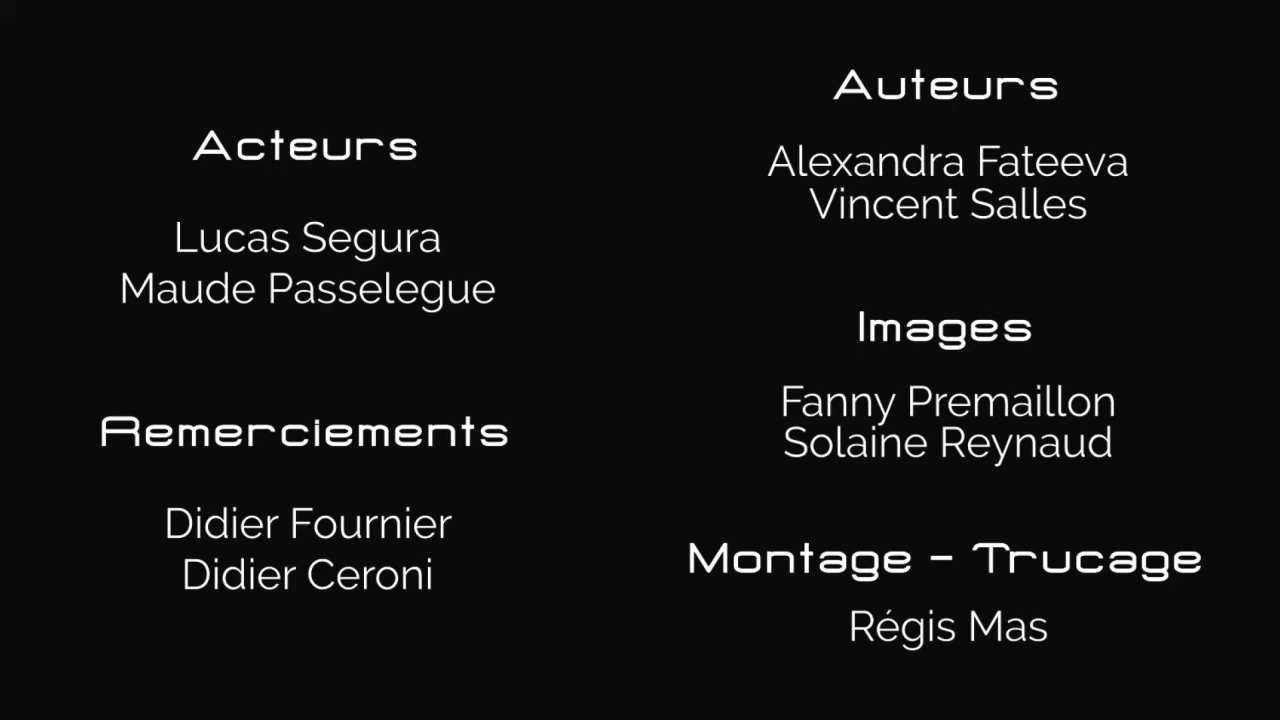 Acteurs
Lucas Segura
Maude Passelegue
Remerciements
Didier Fournier
Didier Ceroni
Auteurs
Alexandra Fateeva
Vincent Salles
Images
Fanny Premaillon
Solaine Reynaud
Montage - Trucage
Régis Mas